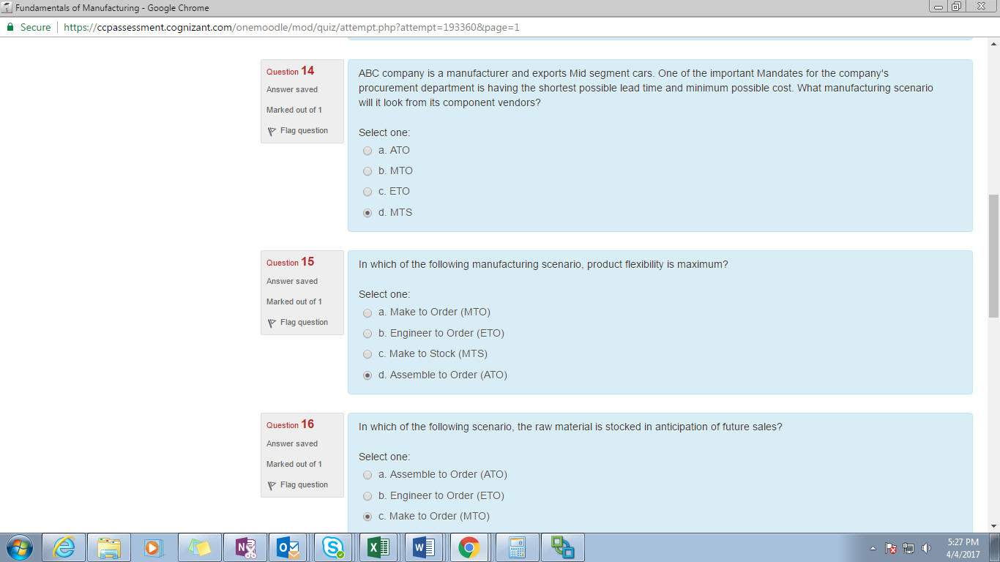 Fundamentals of Manufacturing - Google Chrome
Secure https://ccpassessment.cognizant.com/onemoodle/mod/quiz/attempt.php?attempt=193360&page=1
Question 14
Answer saved
Marked out of 1
Flag question
ABC company is a manufacturer and exports Mid segment cars. One of the important Mandates for the company's
procurement department is having the shortest possible lead time and minimum possible cost. What manufacturing scenario
will it look from its component vendors?
Select one:
a. ATO
b. MTO
c. ETO
d. MTS
Question 15
Answer saved
Marked out of 1
Flag question
In which of the following manufacturing scenario, product flexibility is maximum?
Select one:
a. Make to Order (MTO)
b. Engineer to Order (ETO)
c. Make to Stock (MTS)
d. Assemble to Order (ATO)
Question 16
Answer saved
Marked out of 1
Flag question
In which of the following scenario, the raw material is stocked in anticipation of future sales?
Select one:
a. Assemble to Order (ATO)
b. Engineer to Order (ETO)
c. Make to Order (MTO)
5:27 PM
4/4/2017